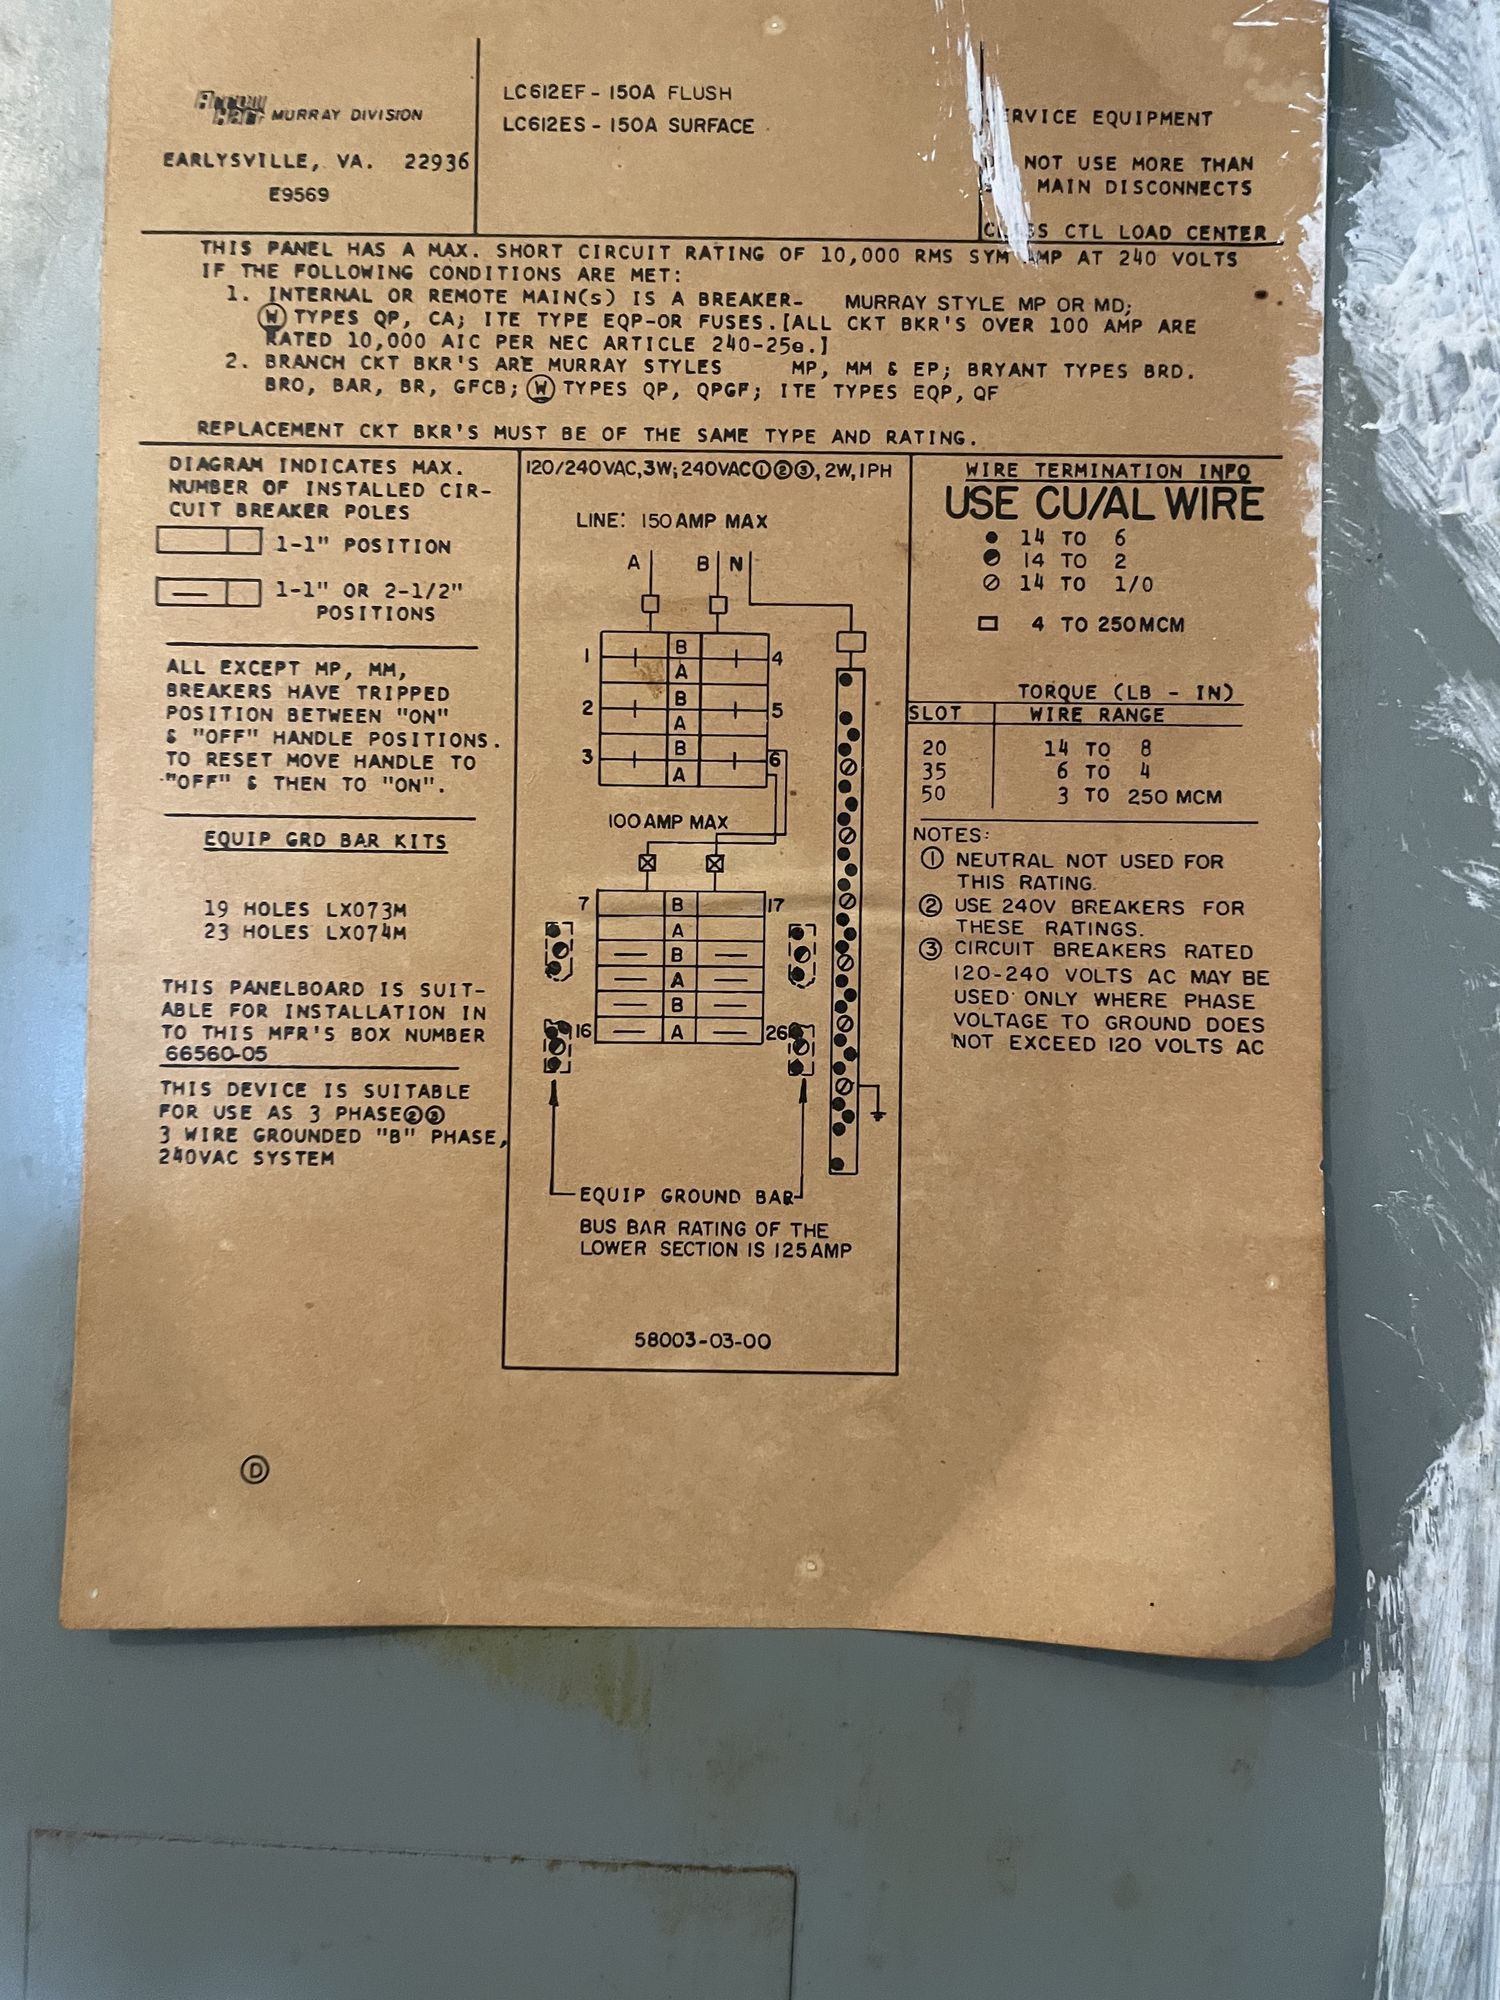 Arrow Hart MURRAY DIVISION
EARLYSVILLE, VA. 22936
E9569
LC612EF - 150A FLUSH
LC612ES - 150A SURFACE
SERVICE EQUIPMENT
NOT USE MORE THAN
MAIN DISCONNECTS
CLASS CTL LOAD CENTER
THIS PANEL HAS A MAX. SHORT CIRCUIT RATING OF 10,000 RMS SYM AMP AT 240 VOLTS
IF THE FOLLOWING CONDITIONS ARE MET:
1. INTERNAL OR REMOTE MAIN(s) IS A BREAKER- MURRAY STYLE MP OR MD;
Ⓦ TYPES QP, CA; ITE TYPE EQP-OR FUSES.[ALL CKT BKR'S OVER 100 AMP ARE
RATED 10,000 AIC PER NEC ARTICLE 240-25e.]
2. BRANCH CKT BKR'S ARE MURRAY STYLES MP, MM & EP; BRYANT TYPES BRD.
BRO, BAR, BR, GFCB; Ⓦ TYPES QP, QPGF; ITE TYPES EQP, QF
REPLACEMENT CKT BKR'S MUST BE OF THE SAME TYPE AND RATING.
DIAGRAM INDICATES MAX.
NUMBER OF INSTALLED CIR-
CUIT BREAKER POLES
1-1" POSITION
1-1" OR 2-1/2"
POSITIONS
ALL EXCEPT MP, MM,
BREAKERS HAVE TRIPPED
POSITION BETWEEN "ON"
& "OFF" HANDLE POSITIONS.
TO RESET MOVE HANDLE TO
"OFF" & THEN TO "ON".
EQUIP GRD BAR KITS
19 HOLES LX073M
23 HOLES LX074M
THIS PANELBOARD IS SUIT-
ABLE FOR INSTALLATION IN
TO THIS MFR'S BOX NUMBER
66560-05
THIS DEVICE IS SUITABLE
FOR USE AS 3 PHASE②③
3 WIRE GROUNDED "B" PHASE,
240VAC SYSTEM
120/240VAC,3W; 240VAC①②③, 2W, 1PH
LINE: 150 AMP MAX
A B N
B
1 4
A
B
2 5
A
B
3 6
A
100 AMP MAX
7 B 17
A
B
A
B
16 A 26
EQUIP GROUND BAR
BUS BAR RATING OF THE
LOWER SECTION IS 125 AMP
58003-03-00
WIRE TERMINATION INFO
USE CU/AL WIRE
14 TO 6
14 TO 2
14 TO 1/0
4 TO 250MCM
TORQUE (LB - IN)
SLOT WIRE RANGE
20 14 TO 8
35 6 TO 4
50 3 TO 250 MCM
NOTES:
① NEUTRAL NOT USED FOR
THIS RATING.
② USE 240V BREAKERS FOR
THESE RATINGS.
③ CIRCUIT BREAKERS RATED
120-240 VOLTS AC MAY BE
USED ONLY WHERE PHASE
VOLTAGE TO GROUND DOES
NOT EXCEED 120 VOLTS AC
Ⓓ